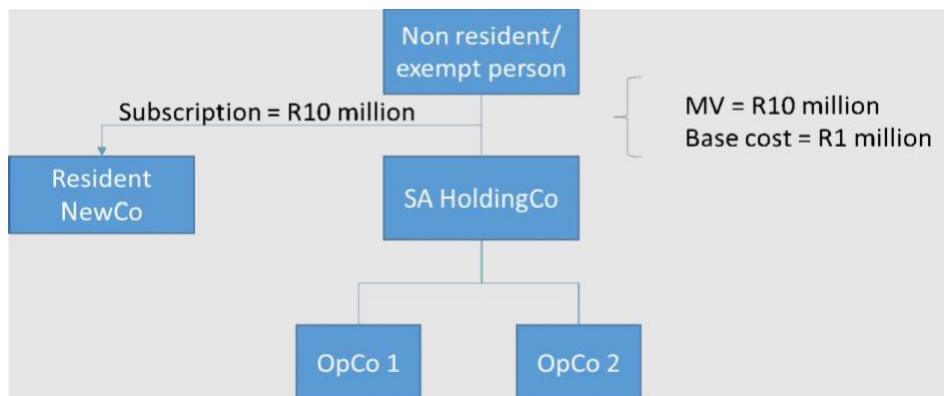 Non resident/
exempt person
Subscription = R10 million
MV = R10 million
Base cost = R1 million
Resident
NewCo
SA HoldingCo
OpCo 1
OpCo 2